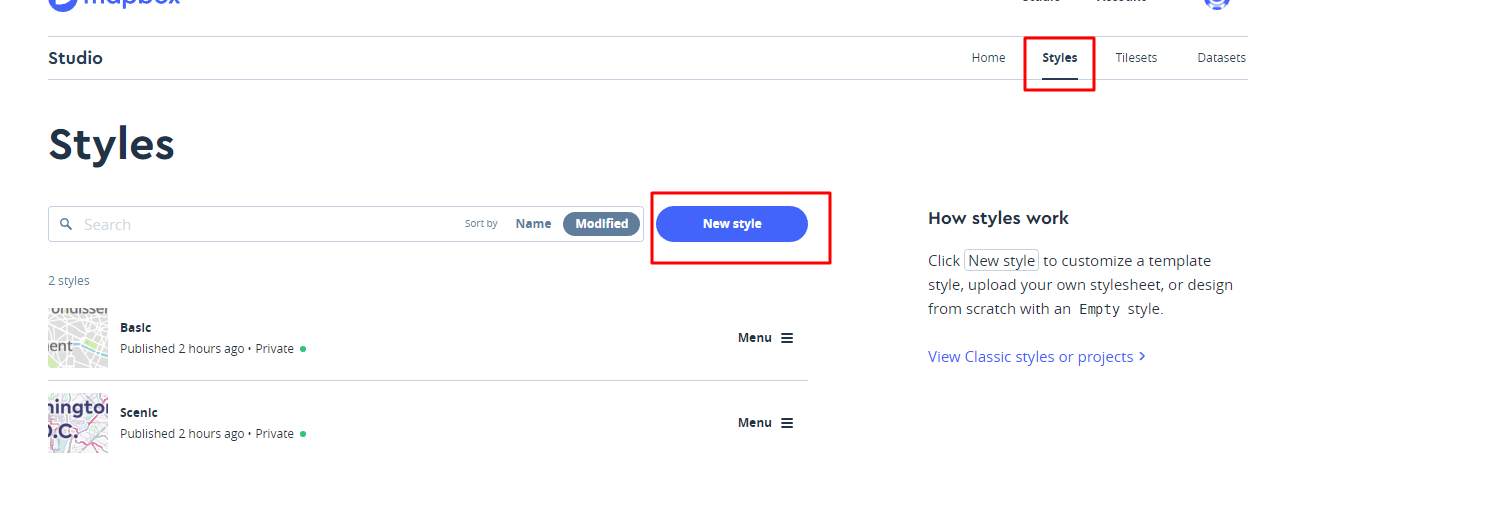 mapbox
Studio Account
Studio
Home Styles Tilesets Datasets
Styles
Search
Sort by Name Modified
New style
2 styles
Basic
Published 2 hours ago • Private
Menu
Scenic
Published 2 hours ago • Private
Menu
How styles work
Click New style to customize a template
style, upload your own stylesheet, or design
from scratch with an Empty style.
View Classic styles or projects